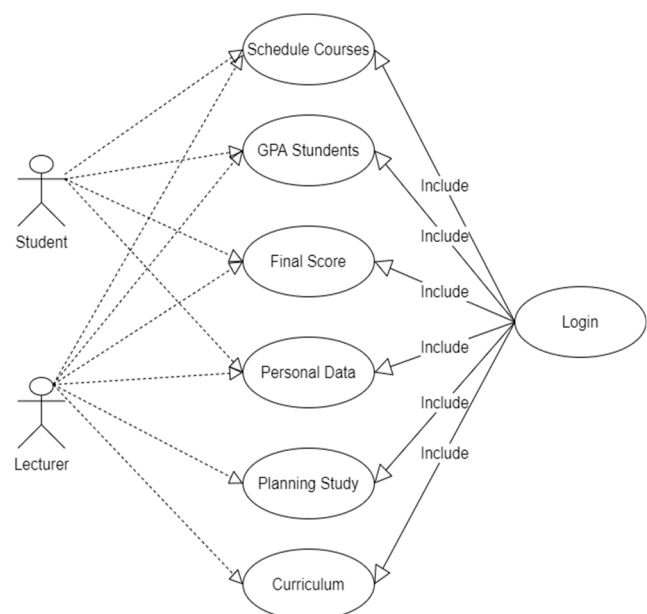 Schedule Courses
GPA Stundents
Include
Student
Include
Final Score
Include
Login
Include
Personal Data
Include
Lecturer
Include
Planning Study
Curriculum